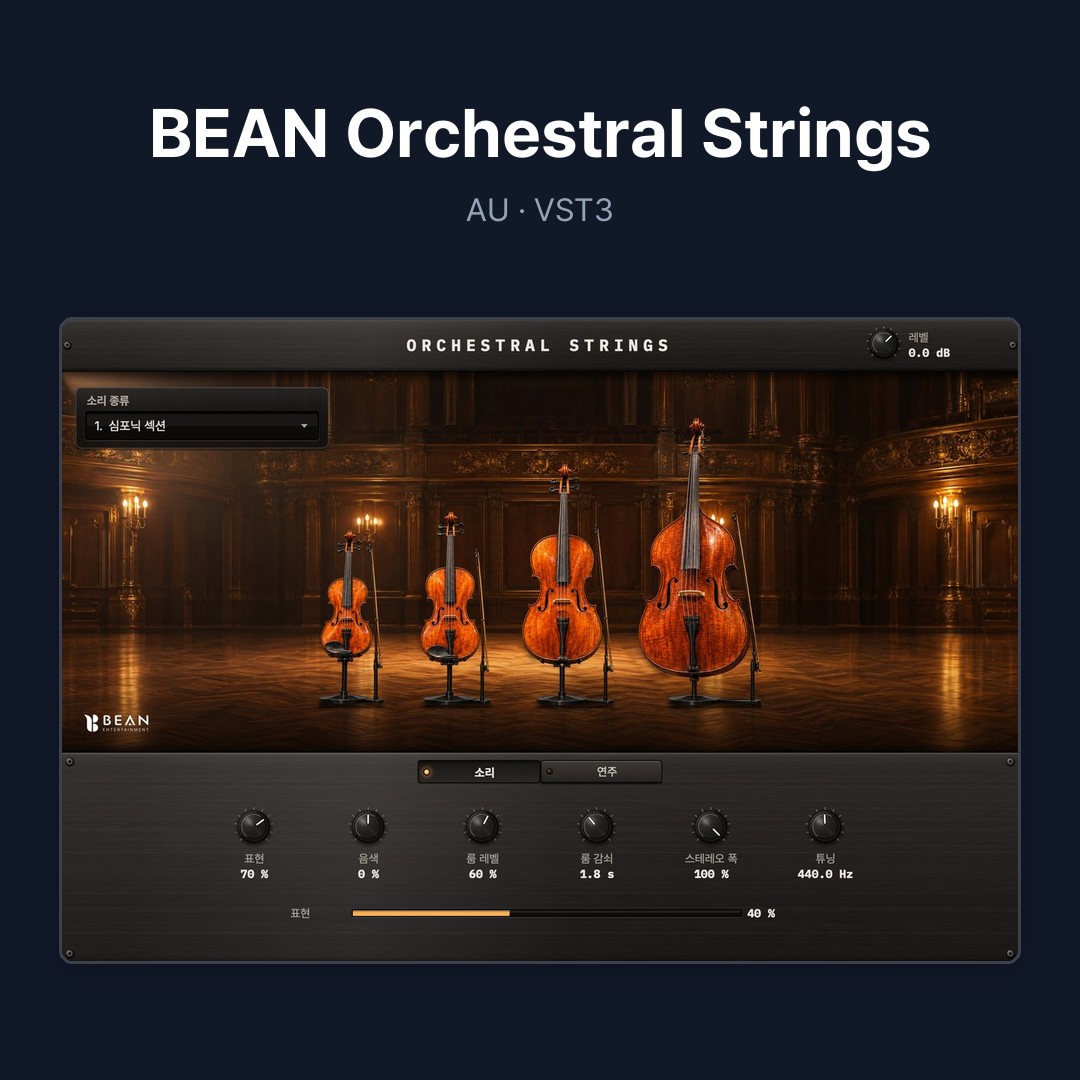 BEAN Orchestral Strings
AU · VST3
ORCHESTRAL STRINGS
레벨
0.0 dB
소리 종류
1. 심포닉 섹션
BEAN
ENTERTAINMENT
소리
연주
표현
70 %
음색
0 %
룸 레벨
60 %
룸 감쇠
1.8 s
스테레오 폭
100 %
튜닝
440.0 Hz
표현
40 %